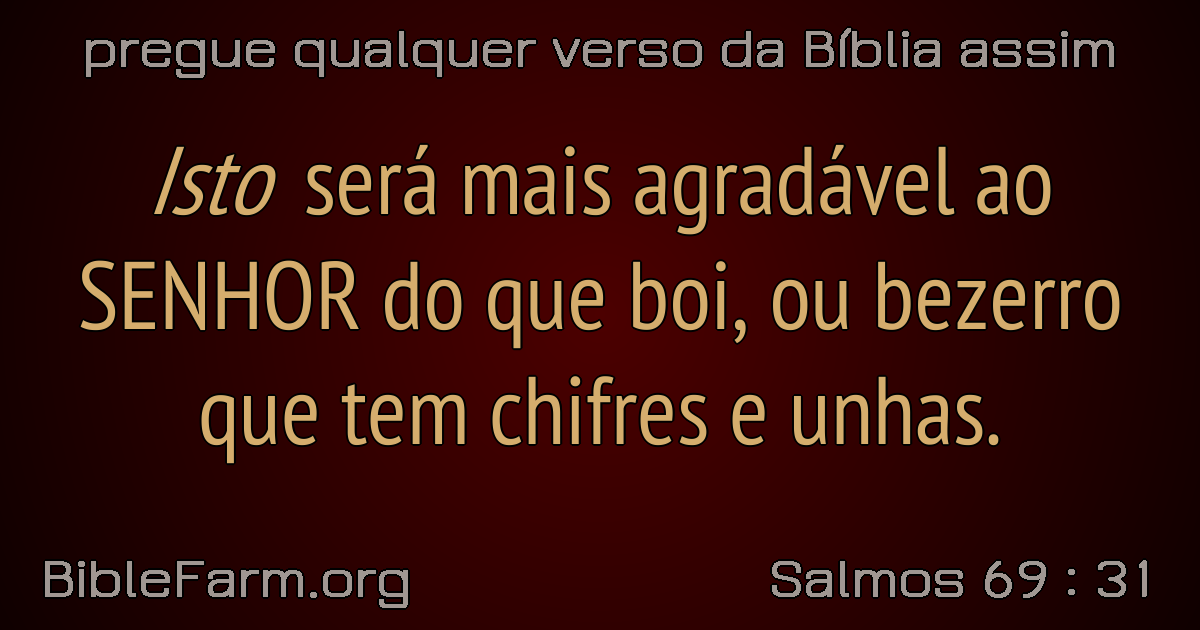 pregue qualquer verso da Bíblia assim
Isto será mais agradável ao
SENHOR do que boi, ou bezerro
que tem chifres e unhas.
BibleFarm.org
Salmos 69 : 31